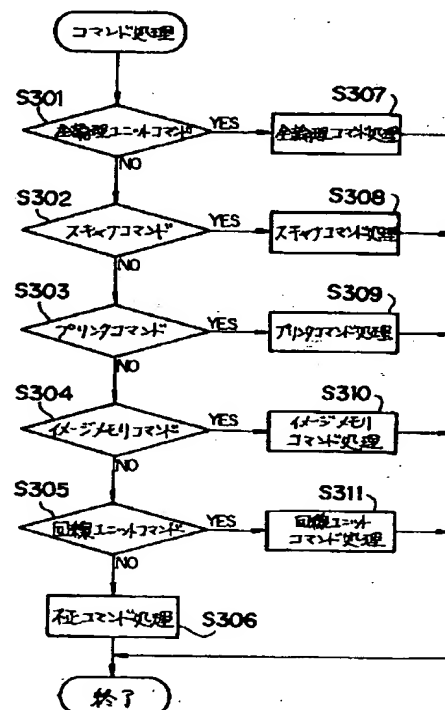 コマンド処理
S301
全論理ユニットコマンド
YES
S307
全論理コマンド処理
NO
S302
スキャナコマンド
YES
S308
スキャナコマンド処理
NO
S303
プリンタコマンド
YES
S309
プリンタコマンド処理
NO
S304
イメージメモリコマンド
YES
S310
イメージメモリ
コマンド処理
NO
S305
回線ユニットコマンド
YES
S311
回線ユニット
コマンド処理
NO
不正コマンド処理
S306
終了